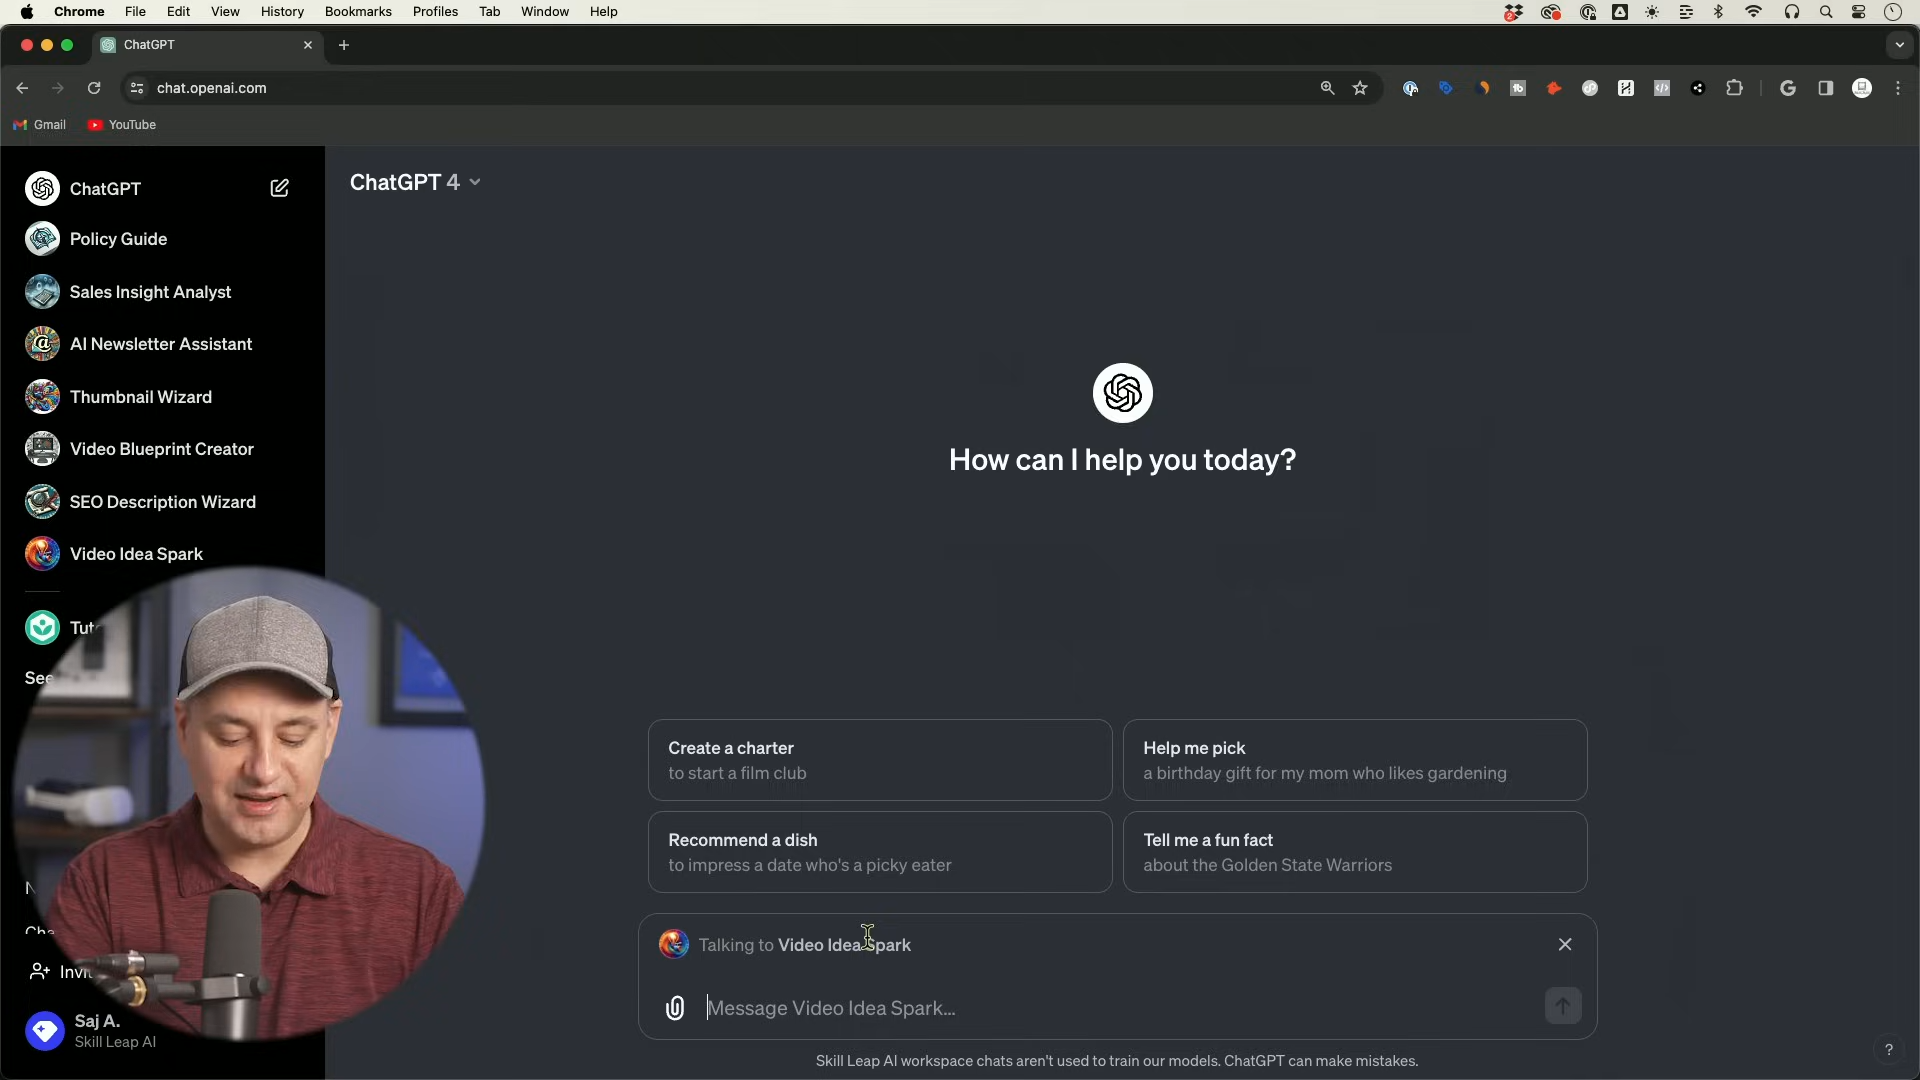 Chrome File Edit View History Bookmarks Profiles Tab Window Help
ChatGPT
chat.openai.com
Gmail YouTube
ChatGPT
Policy Guide
Sales Insight Analyst
AI Newsletter Assistant
Thumbnail Wizard
Video Blueprint Creator
SEO Description Wizard
Video Idea Spark
Tut
See
N
Cha
Invi
Saj A.
Skill Leap AI
ChatGPT 4
How can I help you today?
Create a charter
to start a film club
Help me pick
a birthday gift for my mom who likes gardening
Recommend a dish
to impress a date who's a picky eater
Tell me a fun fact
about the Golden State Warriors
Talking to Video Idea Spark
Message Video Idea Spark...
Skill Leap AI workspace chats aren't used to train our models. ChatGPT can make mistakes.
?